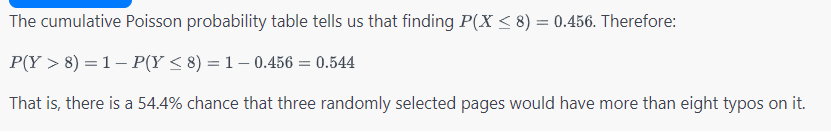 The cumulative Poisson probability table tells us that finding P(X ≤ 8) = 0.456. Therefore:
P(Y > 8) = 1 − P(Y ≤ 8) = 1 − 0.456 = 0.544
That is, there is a 54.4% chance that three randomly selected pages would have more than eight typos on it.